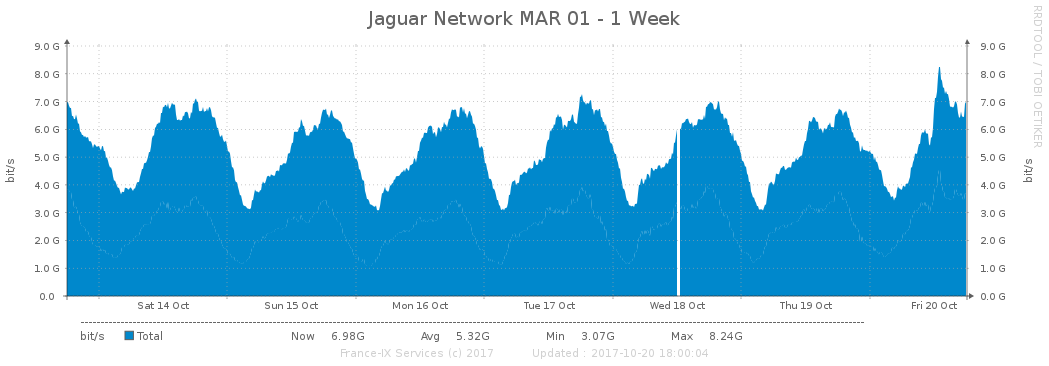 Jaguar Network MAR 01 - 1 Week
RRDTOOL / TOBI OETIKER
bit/s
9.0 G 9.0 G
8.0 G 8.0 G
7.0 G 7.0 G
6.0 G 6.0 G
5.0 G 5.0 G
4.0 G 4.0 G
3.0 G 3.0 G
2.0 G 2.0 G
1.0 G 1.0 G
0.0 0.0 G
bit/s
Sat 14 Oct Sun 15 Oct Mon 16 Oct Tue 17 Oct Wed 18 Oct Thu 19 Oct Fri 20 Oct
bit/s Total Now 6.98G Avg 5.32G Min 3.07G Max 8.24G
France-IX Services (c) 2017 Updated : 2017-10-20 18:00:04